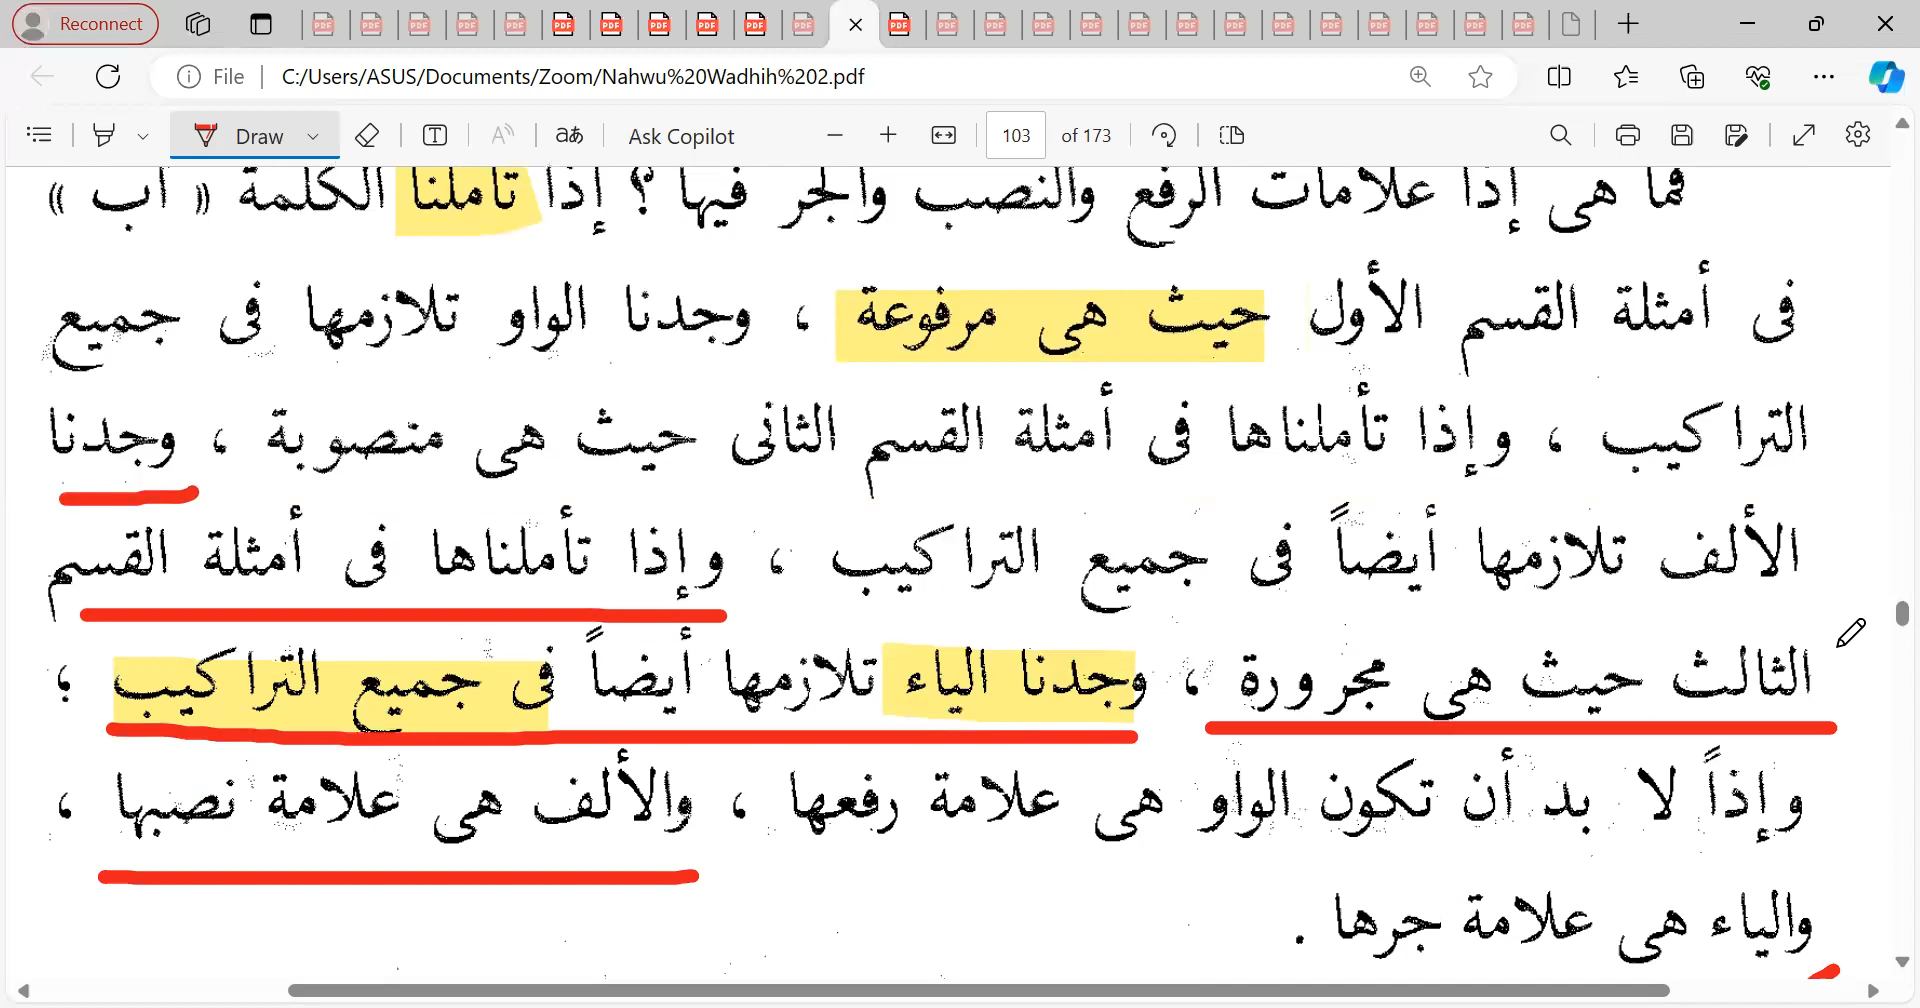 Reconnect
File
C:/Users/ASUS/Documents/Zoom/Nahwu%20Wadhih%202.pdf
Draw
aあ
Ask Copilot
103
of 173
فما هى إذا علامات الرفع والنصب والجر فيها ؟ إذا تأملنا الكلمة « أب »
فى أمثلة القسم الأول حيث هى مرفوعة ، وجدنا الواو تلازمها فى جميع
التراكيب ، وإذا تأملناها فى أمثلة القسم الثانى حيث هى منصوبة ، وجدنا
الألف تلازمها أيضاً فى جميع التراكيب ، وإذا تأملناها فى أمثلة القسم
الثالث حيث هى مجرورة ، وجدنا الياء تلازمها أيضاً فى جميع التراكيب ؛
وإذاً لا بد أن تكون الواو هى علامة رفعها ، والألف هى علامة نصبها ،
والياء هى علامة جرها .